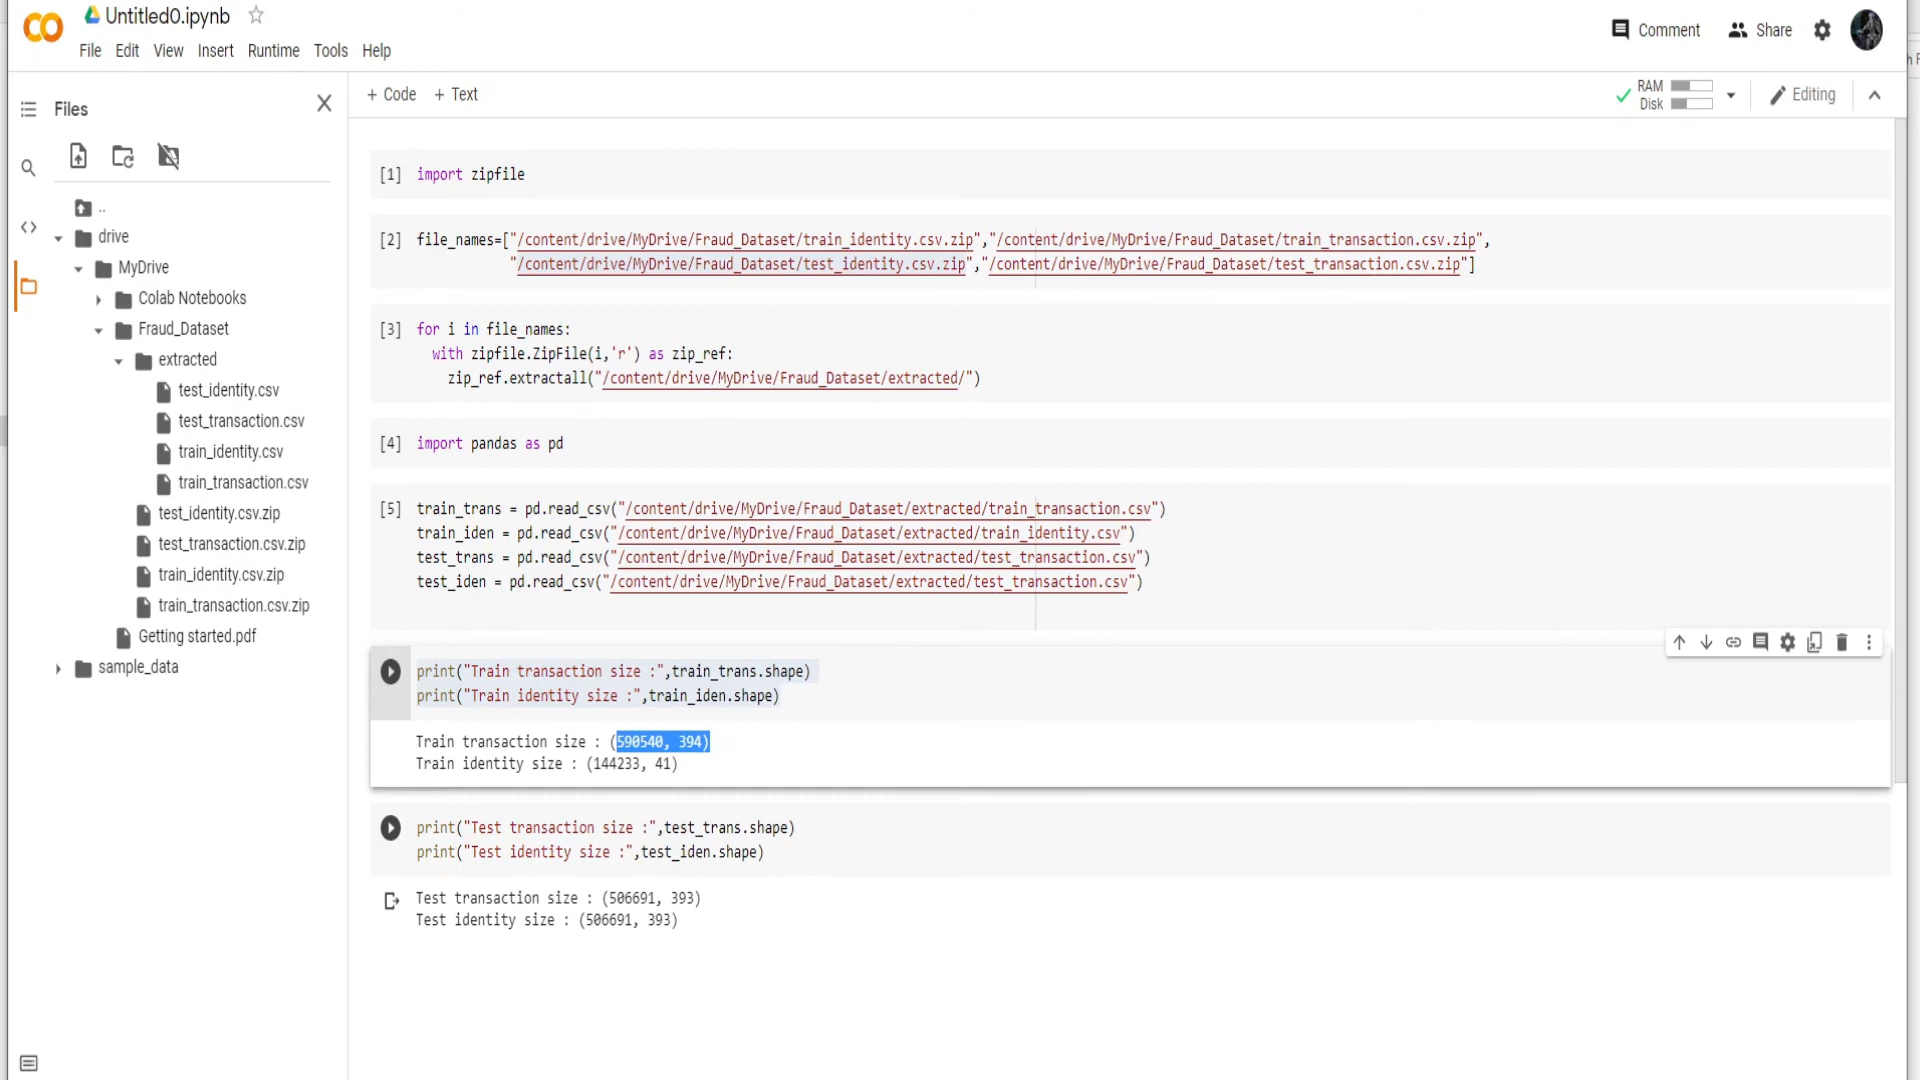 Untitled0.ipynb
File Edit View Insert Runtime Tools Help
Comment
Share
Files
+ Code + Text
RAM
Disk
Editing
..
drive
MyDrive
Colab Notebooks
Fraud_Dataset
extracted
test_identity.csv
test_transaction.csv
train_identity.csv
train_transaction.csv
test_identity.csv.zip
test_transaction.csv.zip
train_identity.csv.zip
train_transaction.csv.zip
Getting started.pdf
sample_data
[1] import zipfile
[2] file_names=["/content/drive/MyDrive/Fraud_Dataset/train_identity.csv.zip","/content/drive/MyDrive/Fraud_Dataset/train_transaction.csv.zip",
"/content/drive/MyDrive/Fraud_Dataset/test_identity.csv.zip","/content/drive/MyDrive/Fraud_Dataset/test_transaction.csv.zip"]
[3] for i in file_names:
with zipfile.ZipFile(i,'r') as zip_ref:
zip_ref.extractall("/content/drive/MyDrive/Fraud_Dataset/extracted/")
[4] import pandas as pd
[5] train_trans = pd.read_csv("/content/drive/MyDrive/Fraud_Dataset/extracted/train_transaction.csv")
train_iden = pd.read_csv("/content/drive/MyDrive/Fraud_Dataset/extracted/train_identity.csv")
test_trans = pd.read_csv("/content/drive/MyDrive/Fraud_Dataset/extracted/test_transaction.csv")
test_iden = pd.read_csv("/content/drive/MyDrive/Fraud_Dataset/extracted/test_transaction.csv")
print("Train transaction size :",train_trans.shape)
print("Train identity size :",train_iden.shape)
Train transaction size : (590540, 394)
Train identity size : (144233, 41)
print("Test transaction size :",test_trans.shape)
print("Test identity size :",test_iden.shape)
Test transaction size : (506691, 393)
Test identity size : (506691, 393)